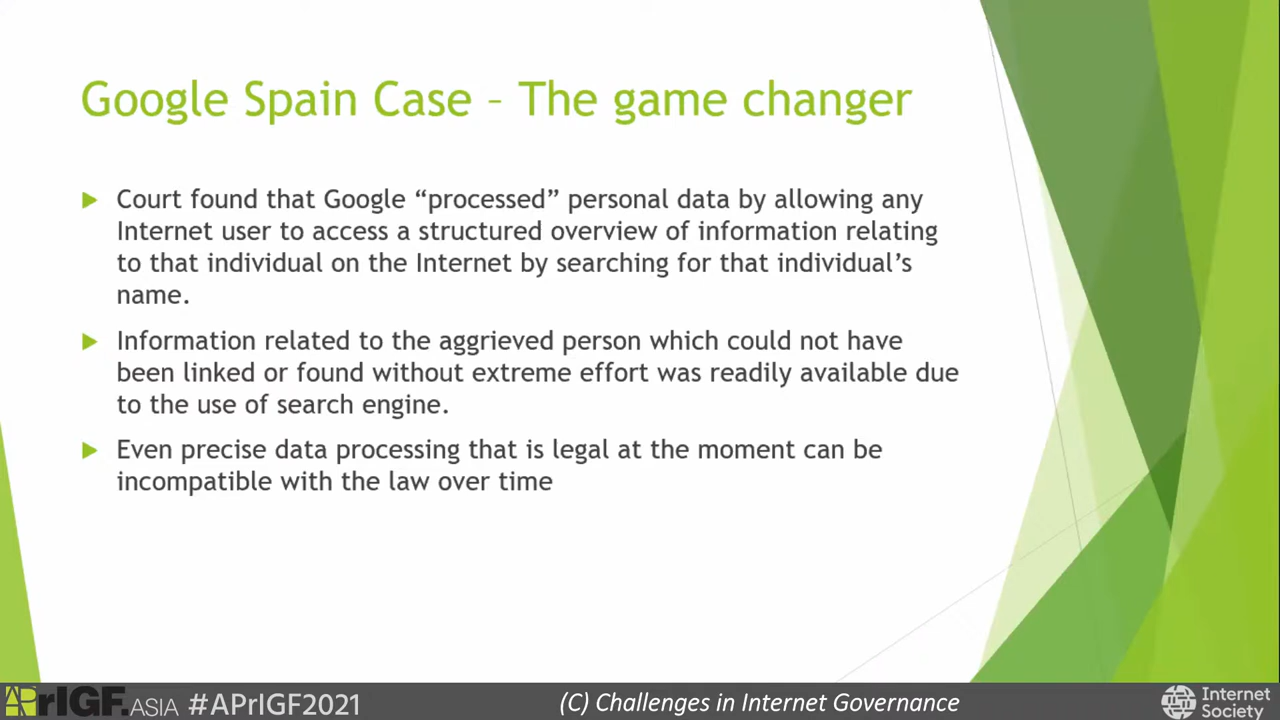 Google Spain Case – The game changer
Court found that Google “processed” personal data by allowing any
Internet user to access a structured overview of information relating
to that individual on the Internet by searching for that individual’s
name.
Information related to the aggrieved person which could not have
been linked or found without extreme effort was readily available due
to the use of search engine.
Even precise data processing that is legal at the moment can be
incompatible with the law over time
APrIGF.ASIA #APrIGF2021
(C) Challenges in Internet Governance
Internet
Society